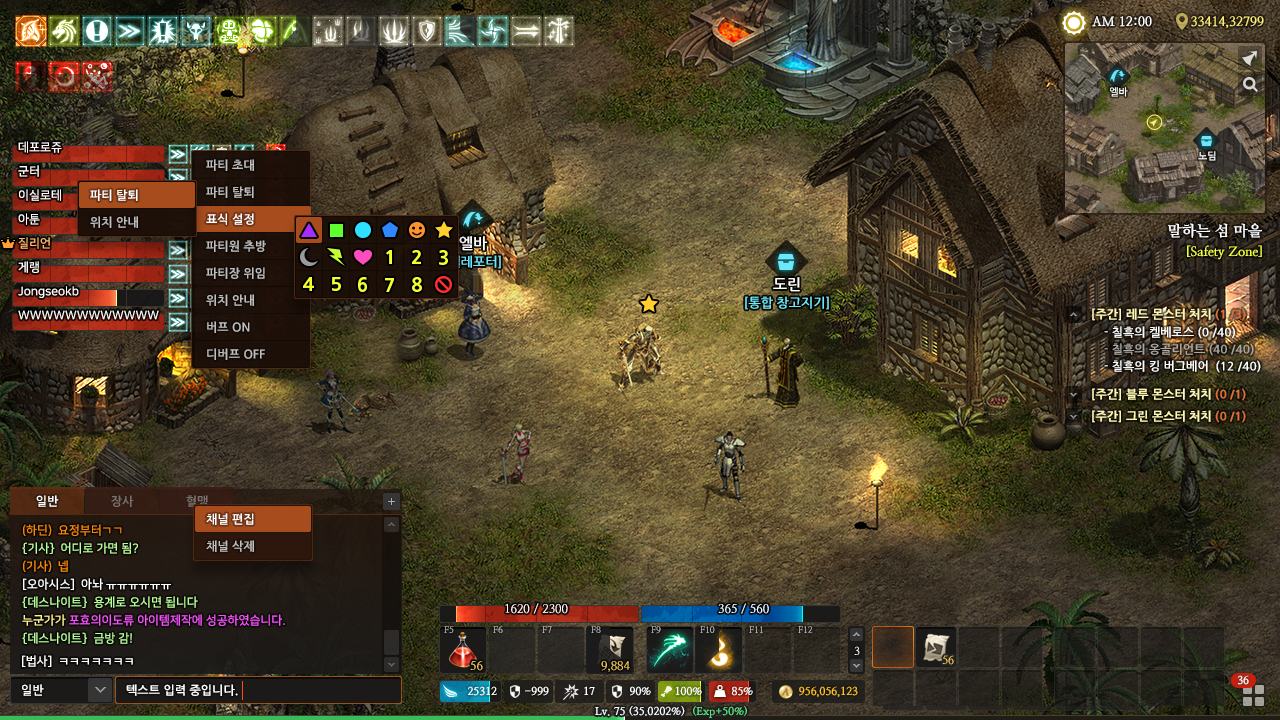 AM 12:00
33414,32799
엘바
노딤
말하는 섬 마을
[Safety Zone]
데포로쥬
군터
이실로테
아툰
질리언
게랭
Jongseokb
WWWWWWWWWWWW
파티 탈퇴
위치 안내
파티 초대
파티 탈퇴
표식 설정
파티원 추방
파티장 위임
위치 안내
버프 ON
디버프 OFF
1 2 3
4 5 6 7 8
엘바
레포터]
도린
[통합 창고지기]
[주간] 레드 몬스터 처치
- 칠흑의 켈베로스 (0 /40)
- 칠흑의 옹골리언트 (40 /40)
- 칠흑의 킹 버그베어 (12 /40)
[주간] 블루 몬스터 처치 (0 /1)
[주간] 그린 몬스터 처치 (0 /1)
일반 장사 혈맹 +
채널 편집
채널 삭제
(하딘) 요정부터ㄱㄱ
{기사} 어디로 가면 됨?
(기사) 넵
[오아시스] 아놔 ㅠㅠㅠㅠㅠㅠ
{데스나이트} 용계로 오시면 됩니다
누군가가 포효의이도류 아이템제작에 성공하였습니다.
{데스나이트} 금방 감!
[법사] ㅋㅋㅋㅋㅋㅋㅋ
일반
텍스트 입력 중입니다.
1620 / 2300
365 / 560
F5 F6 F7 F8 F9 F10 F11 F12
56
9,884
3
56
25312
-999
17
90%
100%
85%
956,056,123
36
Lv. 75 (35.0202%) (Exp+50%)